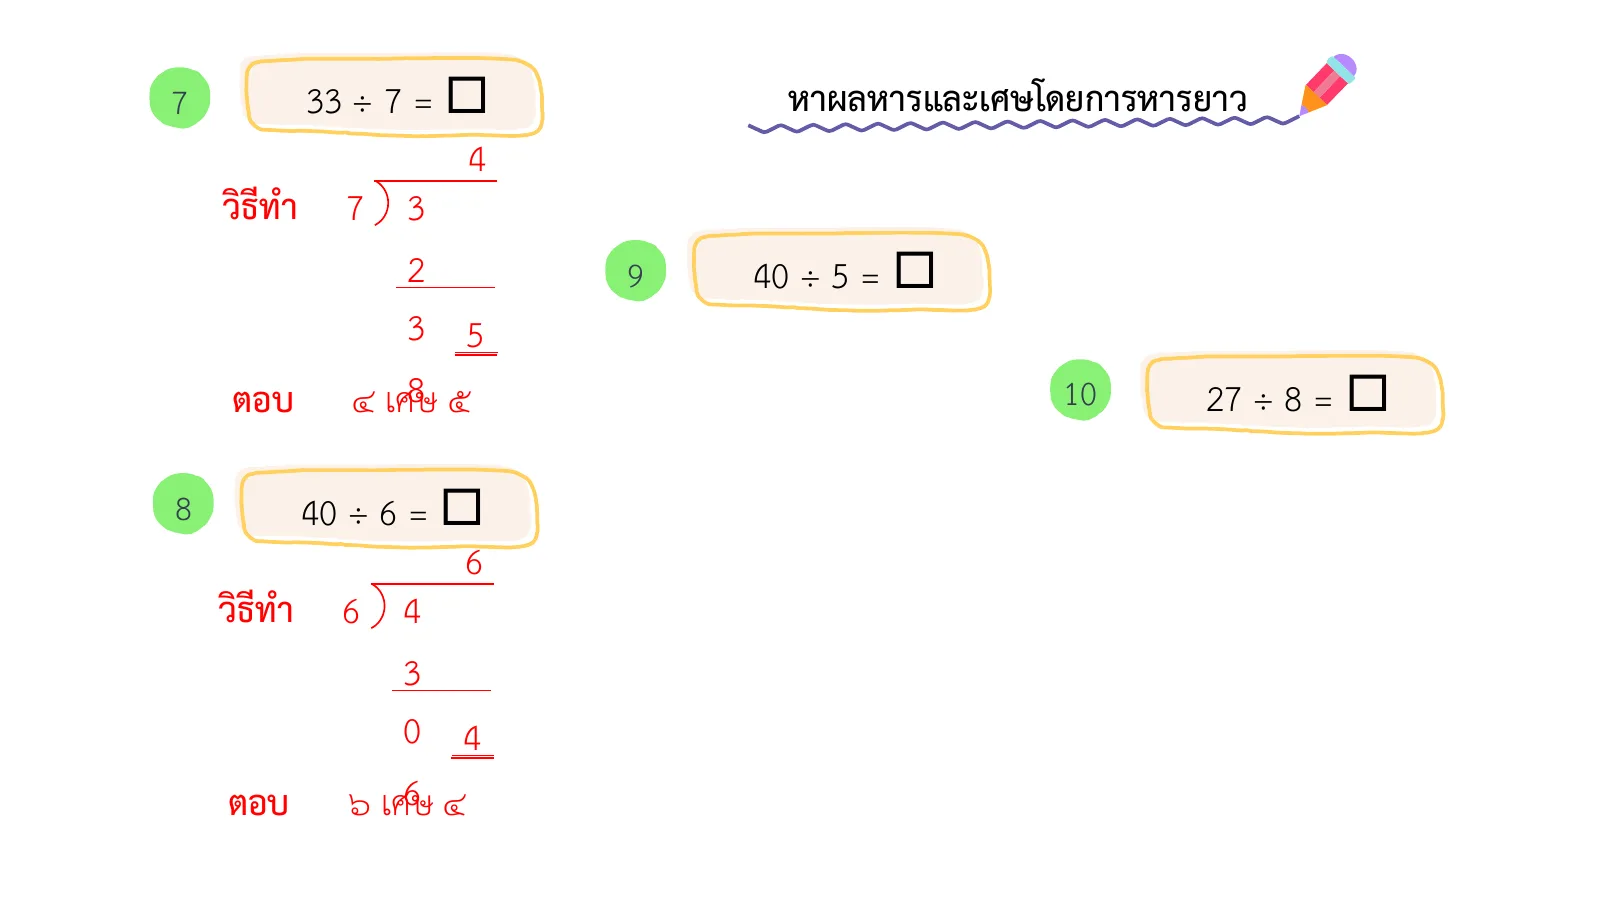 หาผลหารและเศษโดยการหารยาว
7
33 ÷ 7 = □
4
วิธีทำ 7 3
2
3 5
8
ตอบ ๔ เศษ ๕
8
40 ÷ 6 = □
6
วิธีทำ 6 4
3
0 4
6
ตอบ ๖ เศษ ๔
9
40 ÷ 5 = □
10
27 ÷ 8 = □